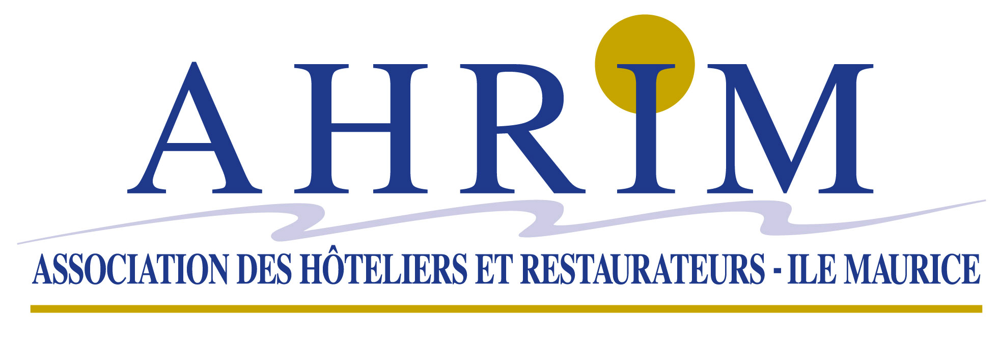 AHRIM
ASSOCIATION DES HÔTELIERS ET RESTAURATEURS - ILE MAURICE